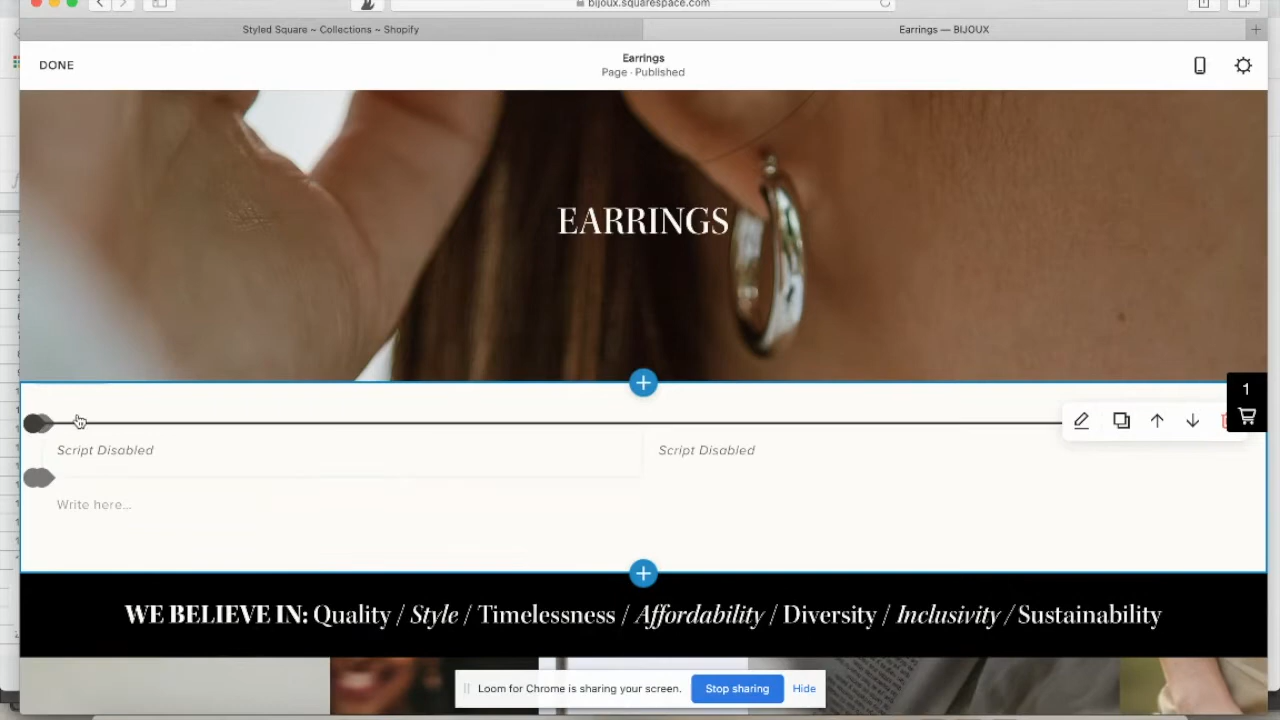 bijoux.squarespace.com
Styled Square ~ Collections ~ Shopify
Earrings — BIJOUX
DONE
Earrings
Page · Published
EARRINGS
1
Script Disabled
Script Disabled
Write here...
WE BELIEVE IN: Quality / Style / Timelessness / Affordability / Diversity / Inclusivity / Sustainability
Loom for Chrome is sharing your screen.
Stop sharing
Hide